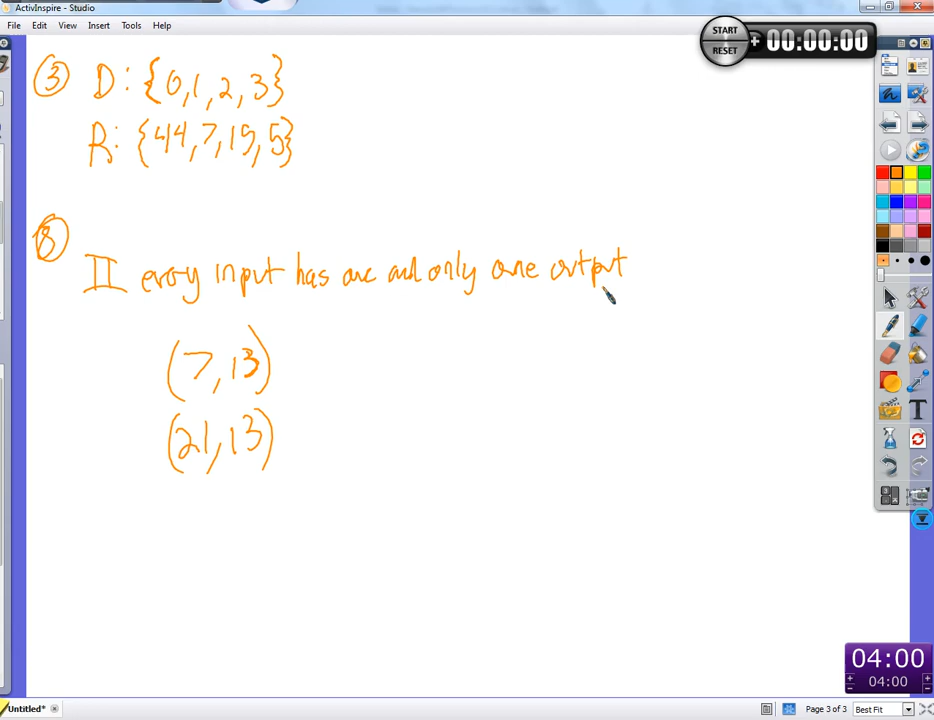 ActivInspire - Studio
File Edit View Insert Tools Help
START
RESET
+ 00:00:00
③ D: {0,1,2,3}
R: {44,7,19,5}
⑧
II every input has one and only one output
(7,13)
(21,13)
04:00
04:00
Untitled*
Page 3 of 3
Best Fit